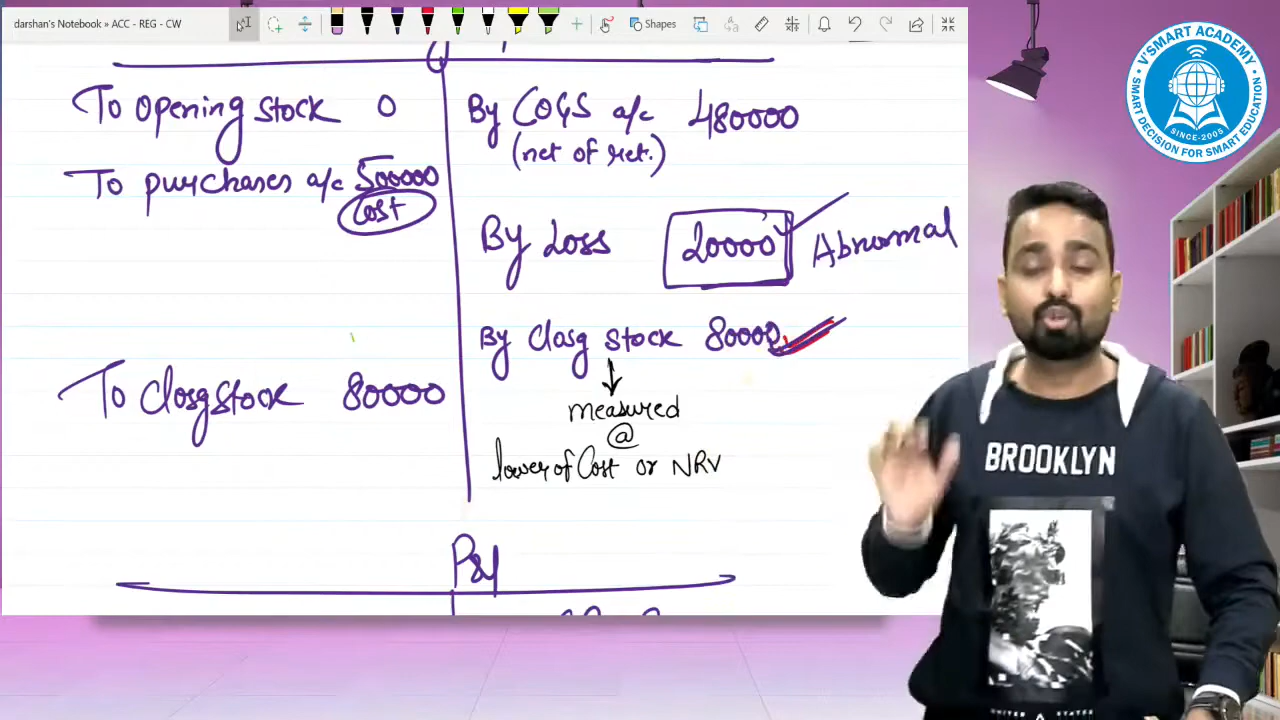 darshan's Notebook » ACC - REG - CW
Shapes
To opening stock 0
By COGS a/c 480000
(net of ret.)
To purchases a/c 500000
Cost
By Loss 20000 Abnormal
By Closg stock 80000
To Closg stock 80000
measured
@
lower of Cost or NRV
P&L
V'SMART ACADEMY
SMART DECISION FOR SMART EDUCATION
SINCE-2005
BROOKLYN
UNITED STATES